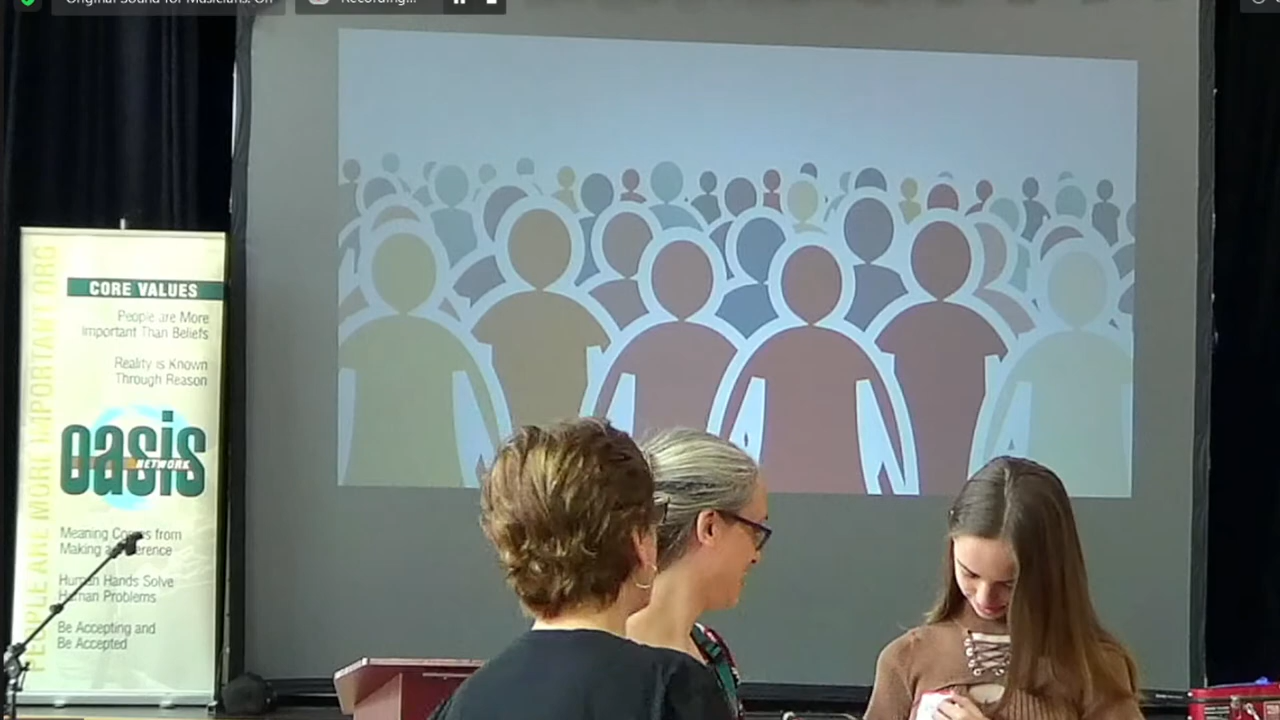 Original Sound for Musicians: On
Recording...
CORE VALUES
People are More
Important Than Beliefs
Reality is Known
Through Reason
oasis
NETWORK
Meaning Comes from
Making a Difference
Human Hands Solve
Human Problems
Be Accepting and
Be Accepted
PEOPLE ARE MORE IMPORTANT.ORG